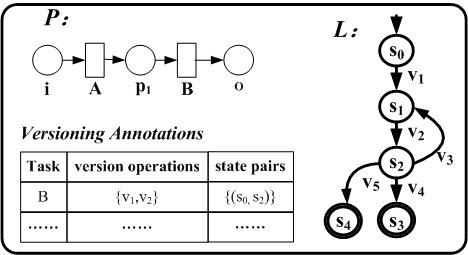 P:
i A p₁ B o
Versioning Annotations
Task version operations state pairs
B {v₁,v₂} {(s₀, s₂)}
...... ...... ......
L:
s₀
v₁
s₁
v₂
v₃
s₂
v₅ v₄
s₄ s₃